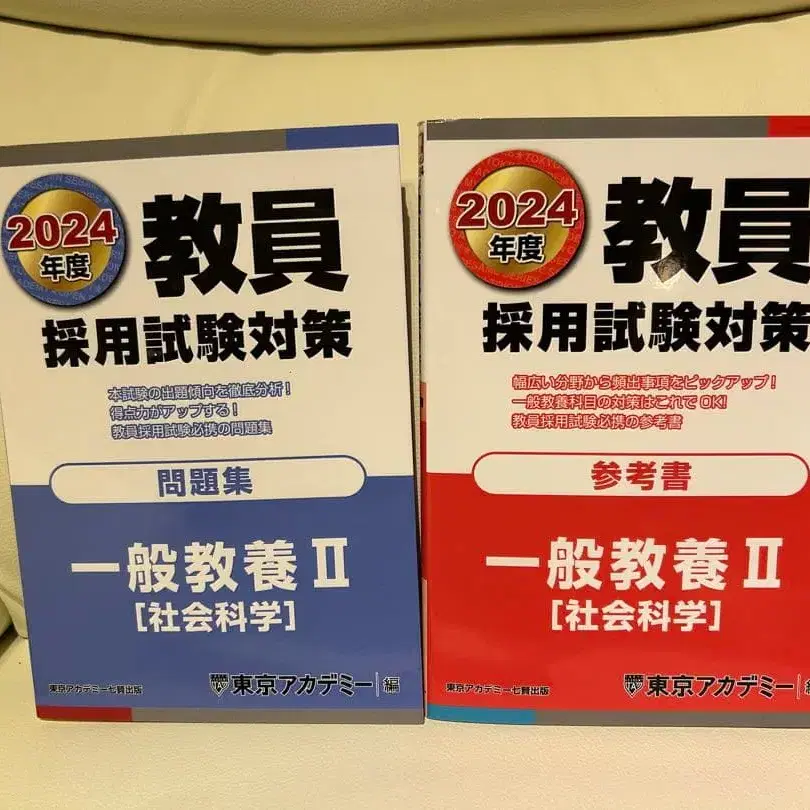 2024
年度
教員
採用試験対策
本試験の出題傾向を徹底分析!
得点力がアップする!
教員採用試験必携の問題集
問題集
一般教養Ⅱ
[社会科学]
東京アカデミー七賢出版
東京アカデミー 編
2024
年度
教員
採用試験対策
幅広い分野から頻出事項をピックアップ!
一般教養科目の対策はこれでOK!
教員採用試験必携の参考書
参考書
一般教養Ⅱ
[社会科学]
東京アカデミー七賢出版
東京アカデミー